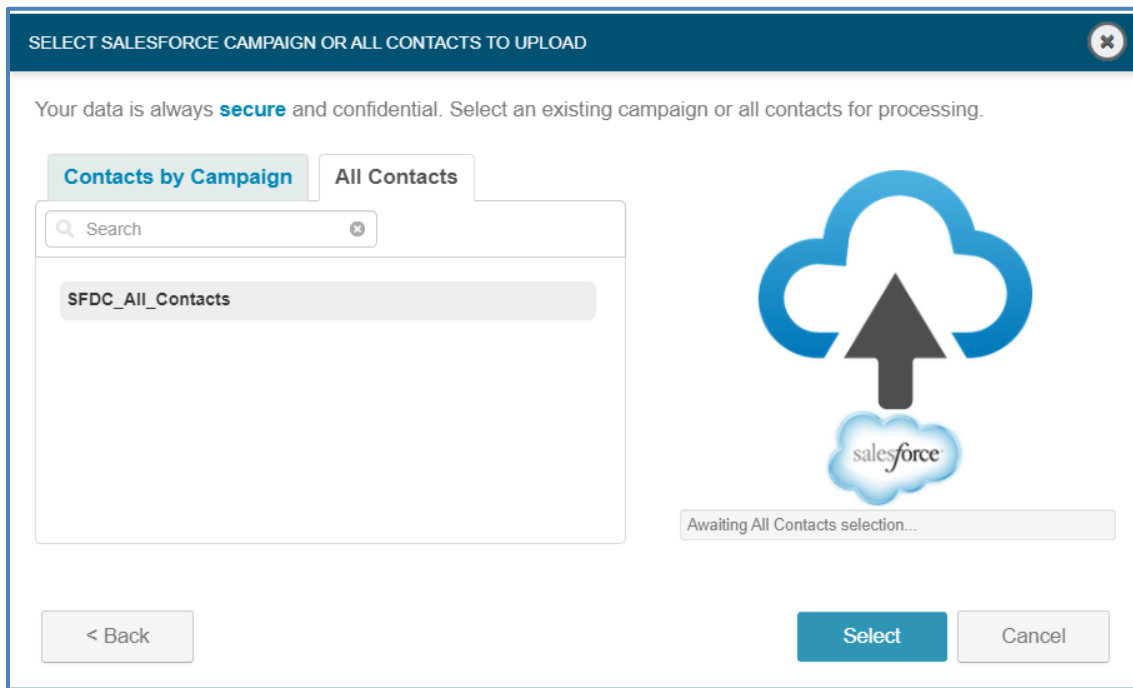 SELECT SALESFORCE CAMPAIGN OR ALL CONTACTS TO UPLOAD
Your data is always secure and confidential. Select an existing campaign or all contacts for processing.
Contacts by Campaign
All Contacts
Search
SFDC_All_Contacts
salesforce
Awaiting All Contacts selection...
< Back
Select
Cancel